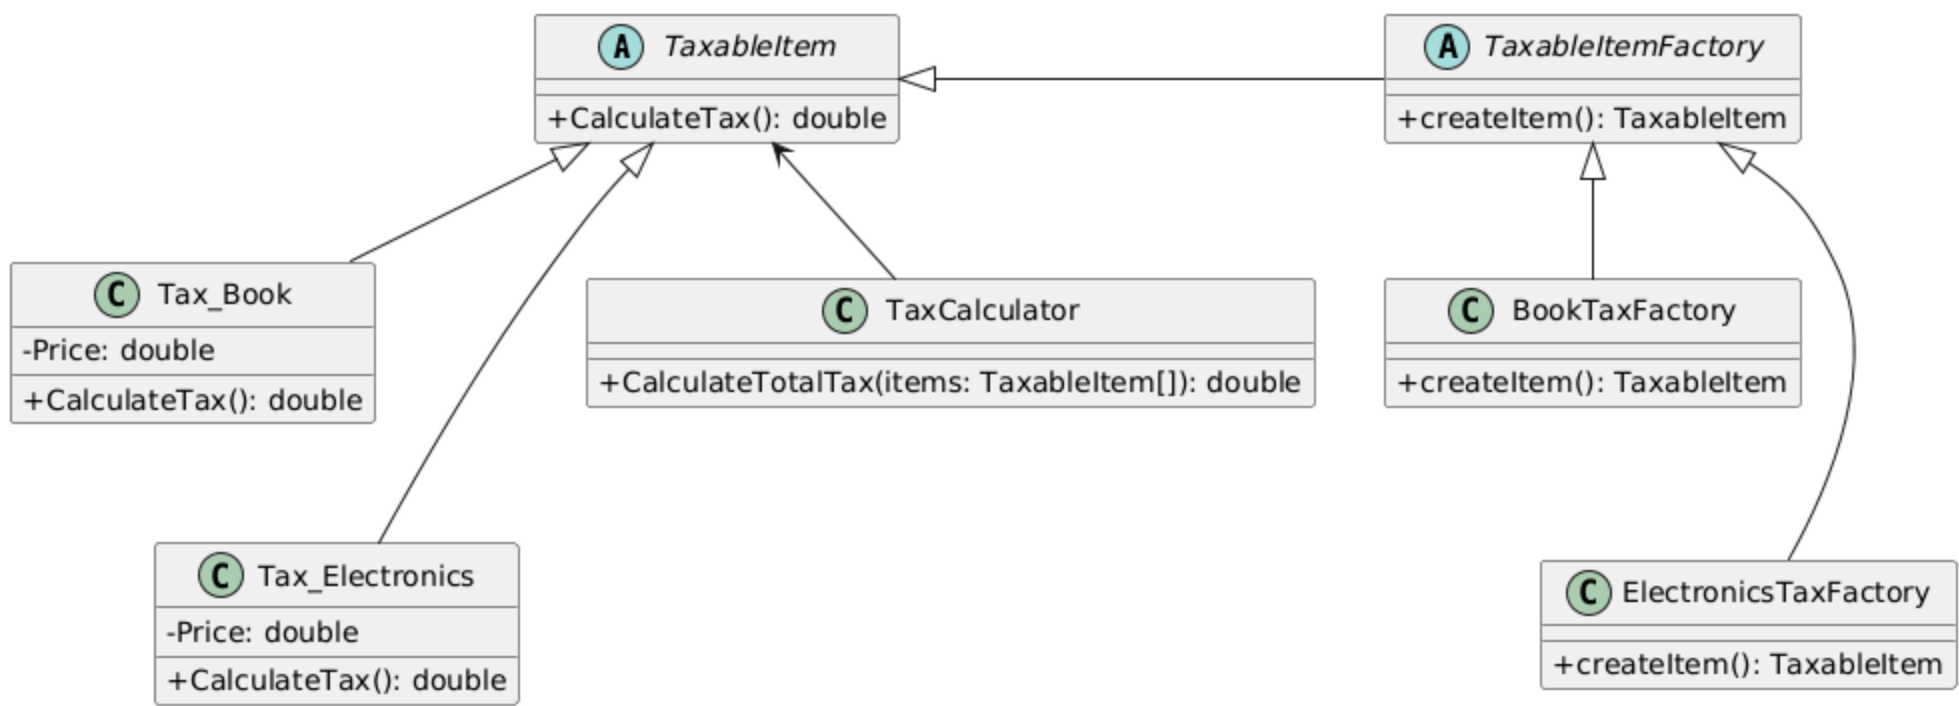 A TaxableItem
+CalculateTax(): double
A TaxableItemFactory
+createItem(): TaxableItem
C Tax_Book
-Price: double
+CalculateTax(): double
C TaxCalculator
+CalculateTotalTax(items: TaxableItem[]): double
C BookTaxFactory
+createItem(): TaxableItem
C Tax_Electronics
-Price: double
+CalculateTax(): double
C ElectronicsTaxFactory
+createItem(): TaxableItem